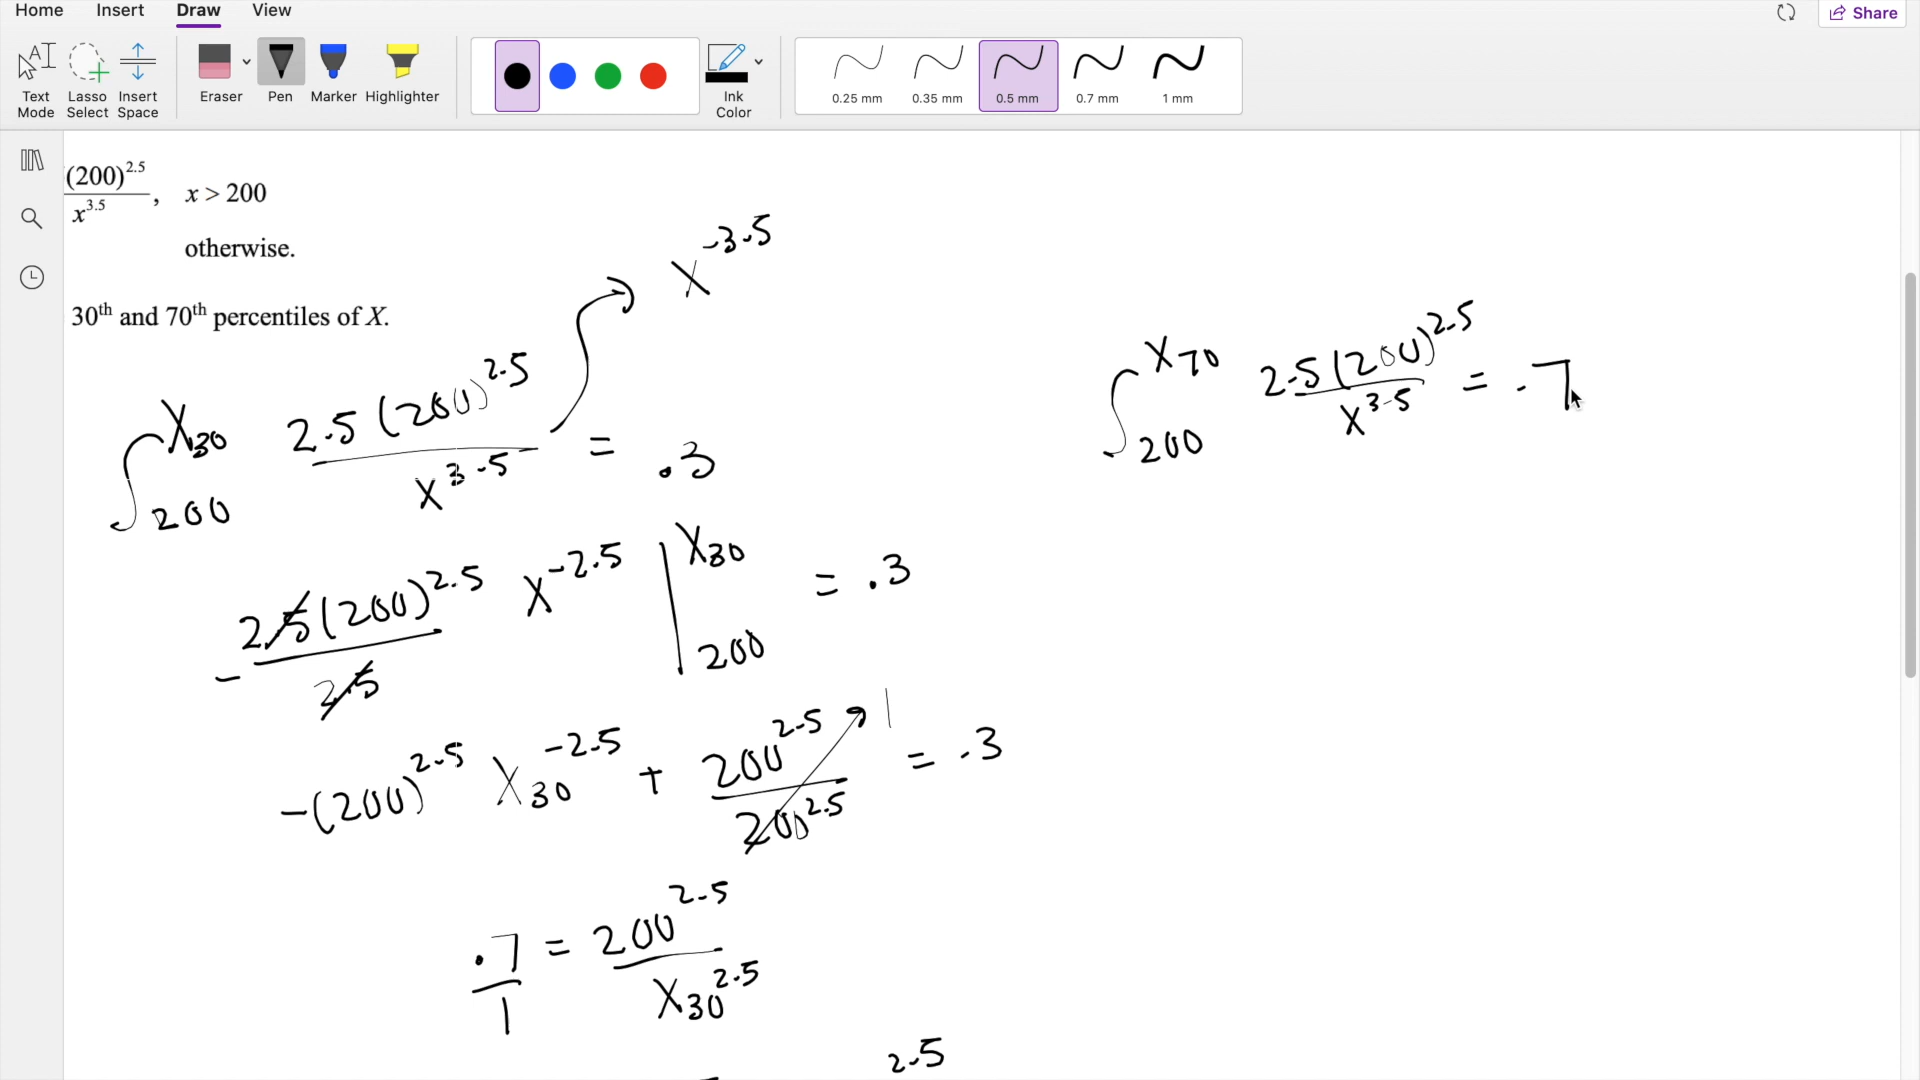 Home Insert Draw View Share
Text Mode Lasso Select Insert Space Eraser Pen Marker Highlighter Ink Color 0.25 mm 0.35 mm 0.5 mm 0.7 mm 1 mm
(200)^2.5 / x^3.5 , x > 200
otherwise.
30th and 70th percentiles of X.
x^-3.5
∫_200^x30 2.5(200)^2.5 / x^3.5 = .3
∫_200^x70 2.5(200)^2.5 / x^3.5 = .7
- 2.5(200)^2.5 / 2.5 x^-2.5 |_200^x30 = .3
-(200)^2.5 x30^-2.5 + 200^2.5 / 200^2.5 1 = .3
.7 / 1 = 200^2.5 / x30^2.5
2.5